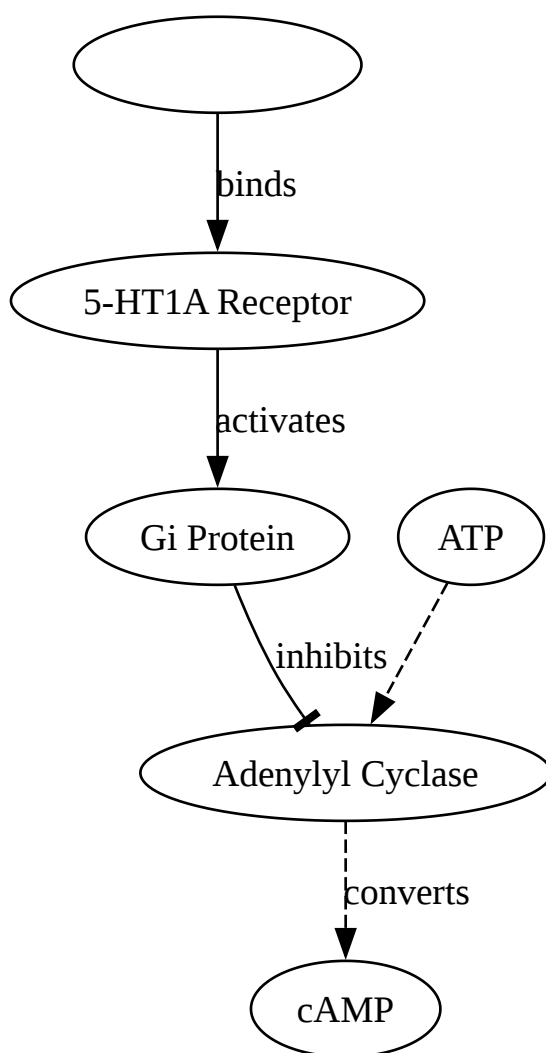 binds
5-HT1A Receptor
activates
Gi Protein
ATP
inhibits
Adenylyl Cyclase
converts
cAMP